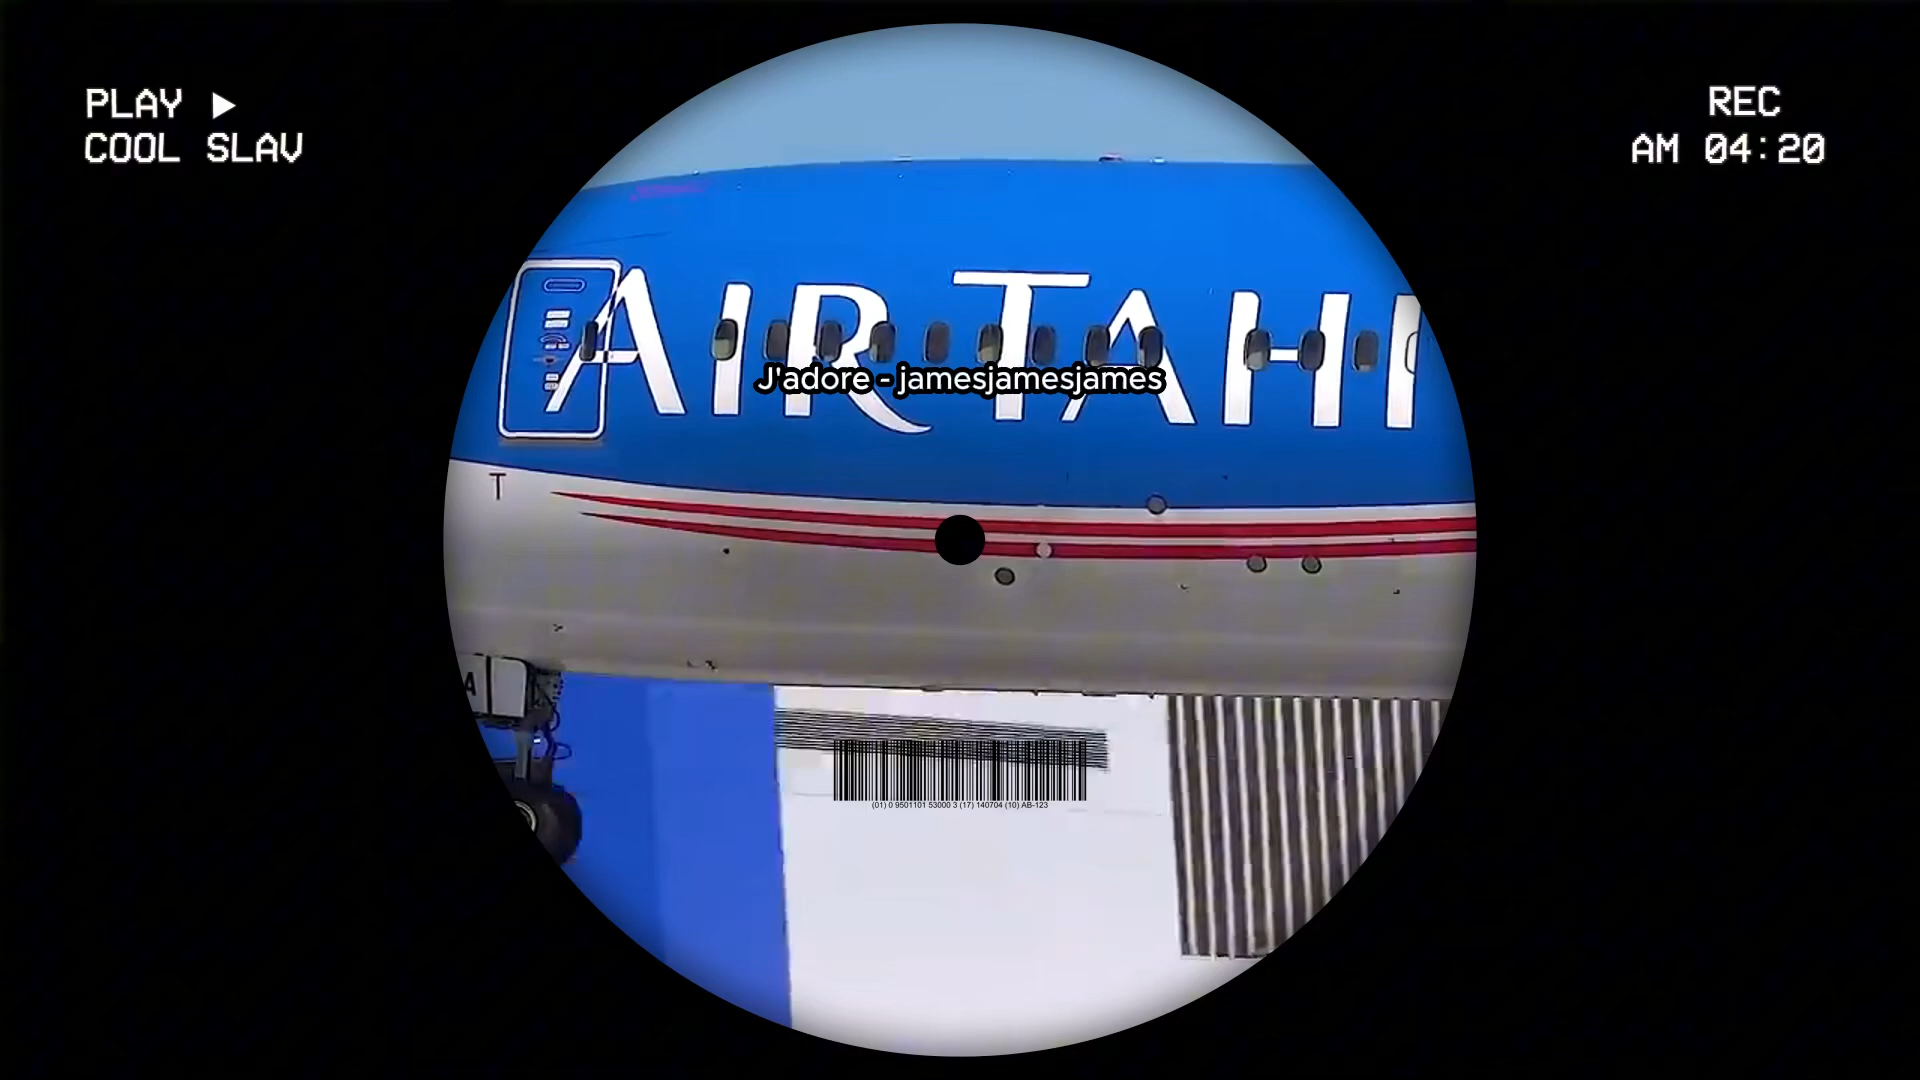 PLAY ▶
COOL SLAV
REC
AM 04:20
AIR TAHI
J'adore - jamesjamesjames
T
A
(01) 0 9501101 53000 3 (17) 140704 (10) AB-123